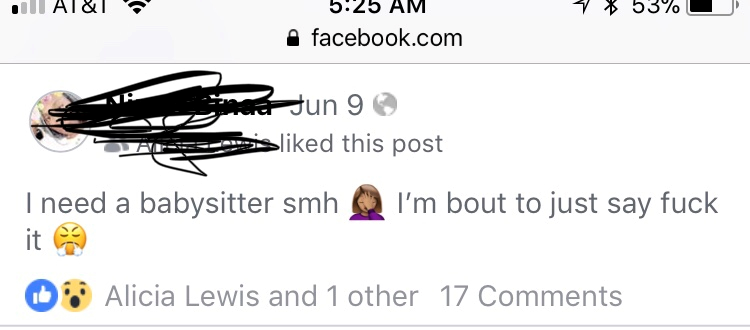 AT&T 5:25 AM 53%
facebook.com
Jun 9
liked this post
I need a babysitter smh 🤦🏽‍♀️ I'm bout to just say fuck
it 😤
Alicia Lewis and 1 other 17 Comments